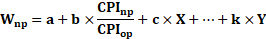 W_np = a + b × CPI_np/CPI_op + c × X + ⋯ + k × Y